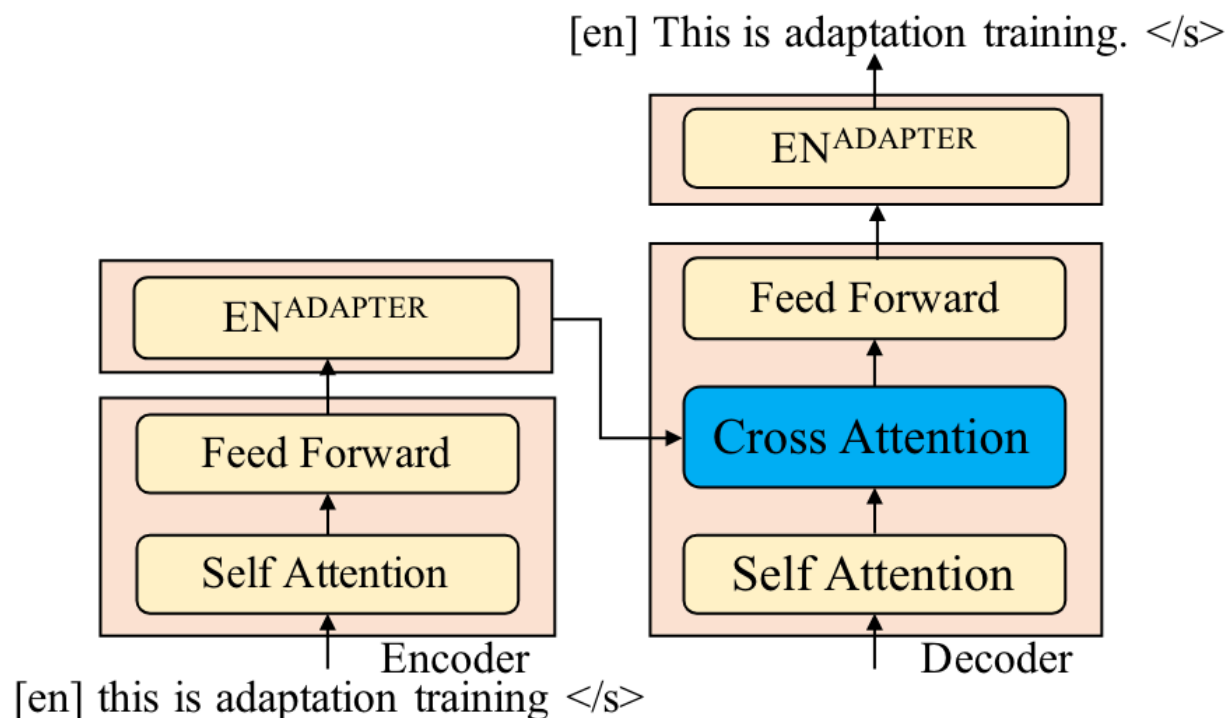 [en] This is adaptation training. </s>
EN^ADAPTER
Feed Forward
Cross Attention
Self Attention
Decoder
EN^ADAPTER
Feed Forward
Self Attention
Encoder
[en] this is adaptation training </s>